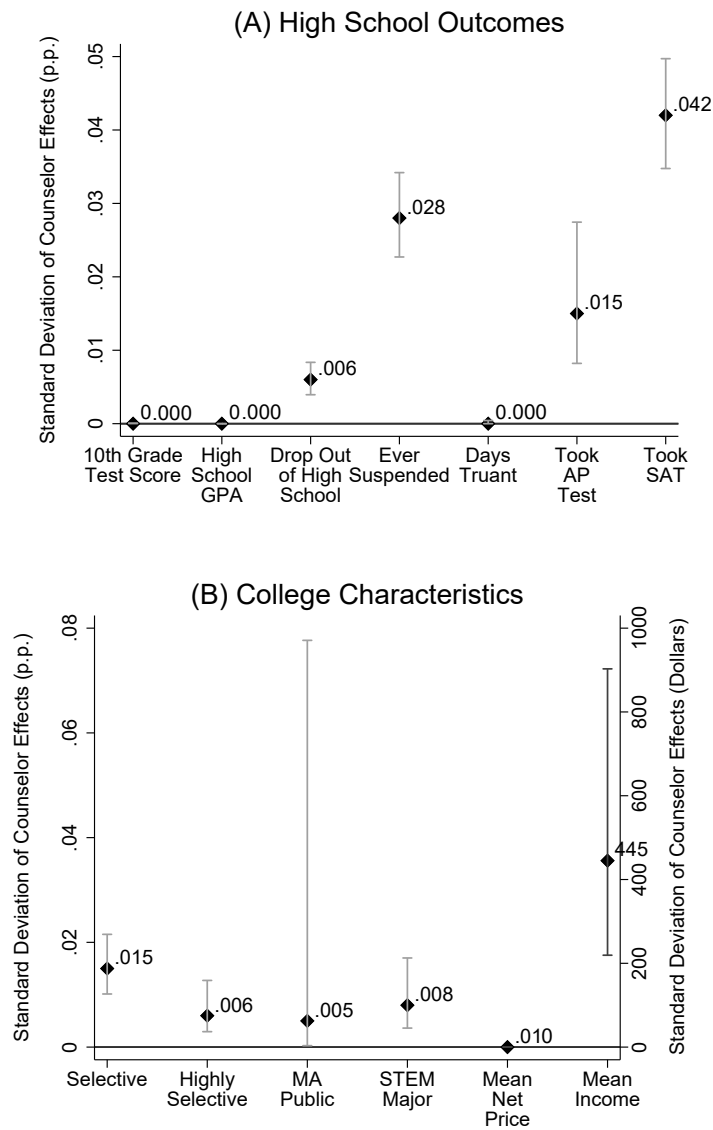 (A) High School Outcomes
Standard Deviation of Counselor Effects (p.p.)
.05
.04
.03
.02
.01
0
0.000
0.000
.006
.028
0.000
.015
.042
10th Grade
Test Score
High
School
GPA
Drop Out
of High
School
Ever
Suspended
Days
Truant
Took
AP
Test
Took
SAT
(B) College Characteristics
Standard Deviation of Counselor Effects (p.p.)
.08
.06
.04
.02
0
.015
.006
.005
.008
.010
445
1000
800
600
400
200
0
Standard Deviation of Counselor Effects (Dollars)
Selective
Highly
Selective
MA
Public
STEM
Major
Mean
Net
Price
Mean
Income